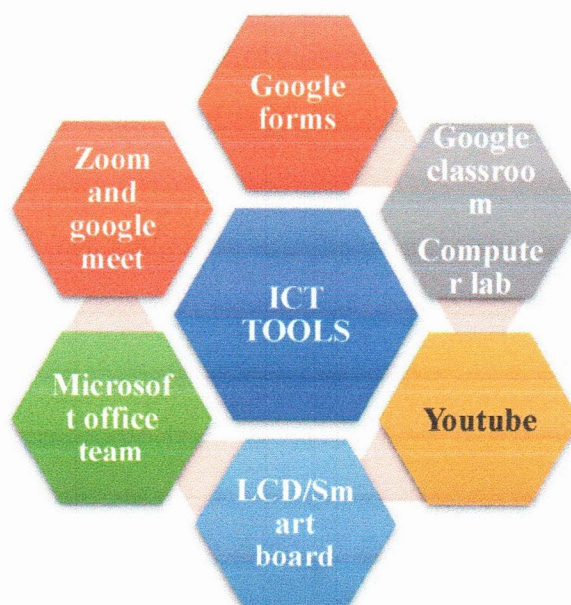 Google
forms
Google
classroo
m
Compute
r lab
Youtube
LCD/Sm
art
board
Microsof
t office
team
Zoom
and
google
meet
ICT
TOOLS